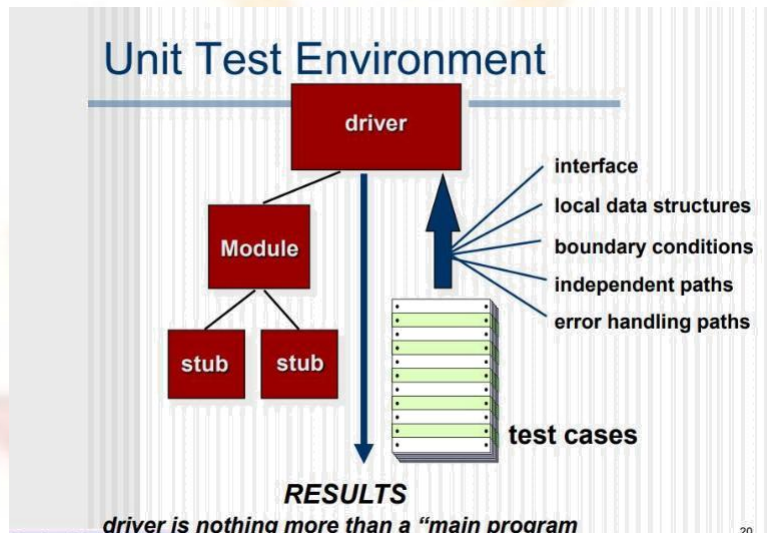 Unit Test Environment
driver
interface
local data structures
boundary conditions
independent paths
error handling paths
Module
stub stub
test cases
RESULTS
driver is nothing more than a “main program
20